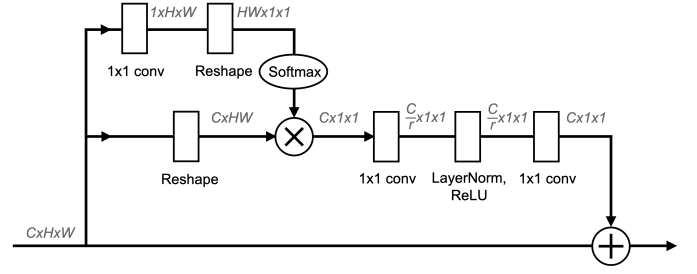 1xHxW
HWx1x1
1x1 conv
Reshape
Softmax
CxHW
Cx1x1
C/r x1x1
C/r x1x1
Cx1x1
Reshape
1x1 conv
LayerNorm,
ReLU
1x1 conv
CxHxW